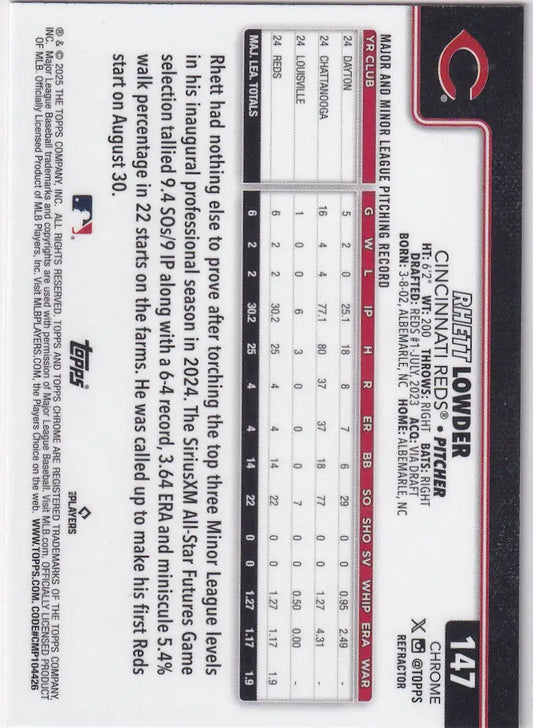 147
CHROME
@TOPPS
REFRACTOR
C
RHETT LOWDER
CINCINNATI REDS® • PITCHER
HT: 6'2" WT: 200 THROWS: RIGHT BATS: RIGHT
DRAFTED: REDS #1-JULY, 2023 ACQ: VIA DRAFT
BORN: 3-8-02, ALBEMARLE, NC HOME: ALBEMARLE, NC
MAJOR AND MINOR LEAGUE PITCHING RECORD
YR CLUB G W L IP H R ER BB SO SHO SV WHIP ERA WAR
24 DAYTON 5 2 0 25.1 18 8 7 6 29 0 0 0.95 2.49 -
24 CHATTANOOGA 16 4 4 77.1 80 37 37 18 77 0 0 1.27 4.31 -
24 LOUISVILLE 1 0 0 6 3 0 0 0 7 0 0 0.50 0.00 -
24 REDS 6 2 2 30.2 25 4 4 14 22 0 0 1.27 1.17 1.9
MAJ. LEA. TOTALS 6 2 2 30.2 25 4 4 14 22 0 0 1.27 1.17 1.9
Rhett had nothing else to prove after torching the top three Minor League levels
in his inaugural professional season in 2024. The SiriusXM All-Star Futures Game
selection tallied 9.4 SOs/9 IP along with a 6-4 record, 3.64 ERA and miniscule 5.4%
walk percentage in 22 starts on the farms. He was called up to make his first Reds
start on August 30.
topps®
PLAYERS
® & © 2025 THE TOPPS COMPANY, INC. ALL RIGHTS RESERVED. TOPPS AND TOPPS CHROME ARE REGISTERED TRADEMARKS OF THE TOPPS COMPANY,
INC. Major League Baseball trademarks and copyrights are used with permission of Major League Baseball. Visit MLB.com. OFFICIALLY LICENSED PRODUCT
OF MLB. Officially Licensed Product of MLB Players, Inc. Visit MLBPLAYERS.COM, the Players Choice on the web. WWW.TOPPS.COM. CODE#CMP104426